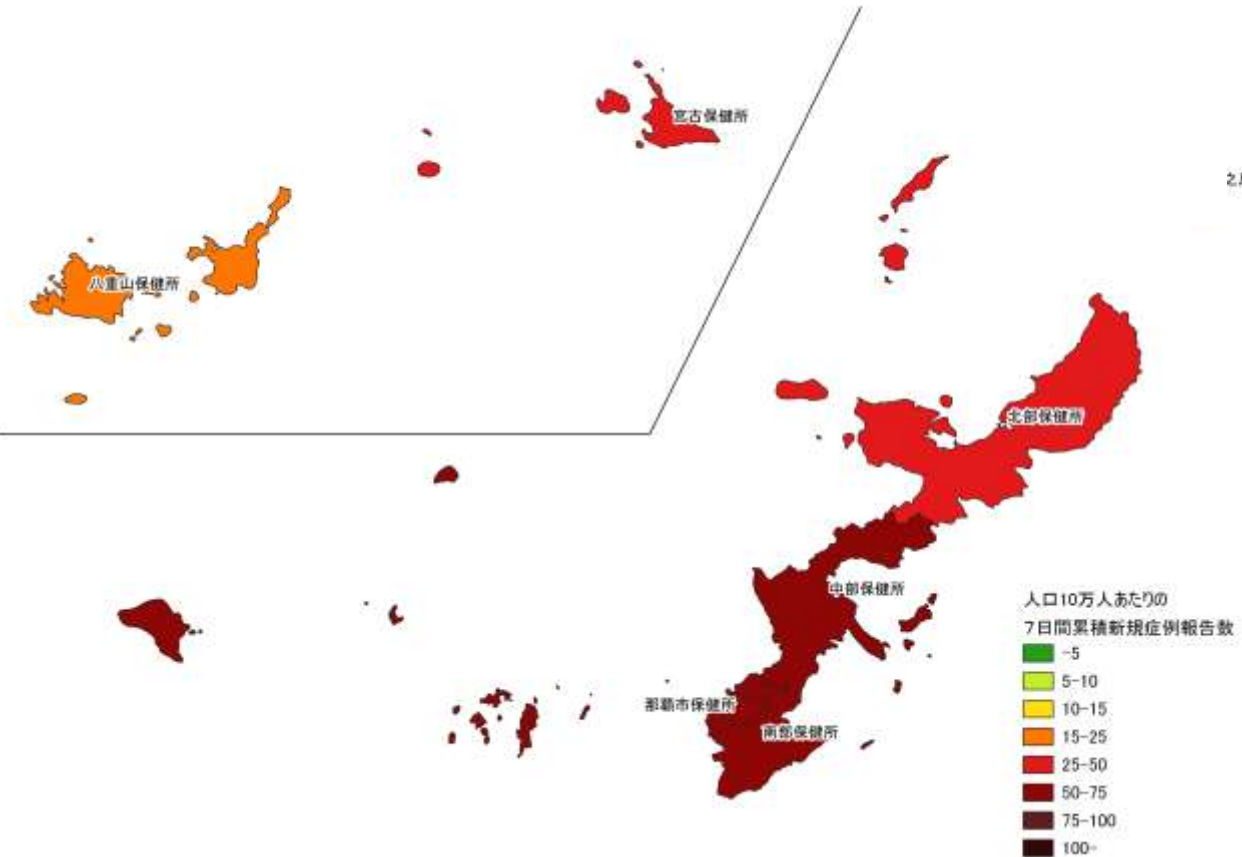 宮古保健所
八重山保健所
北部保健所
中部保健所
那覇市保健所
南部保健所
人口10万人あたりの
7日間累積新規症例報告数
-5
5-10
10-15
15-25
25-50
50-75
75-100
100-